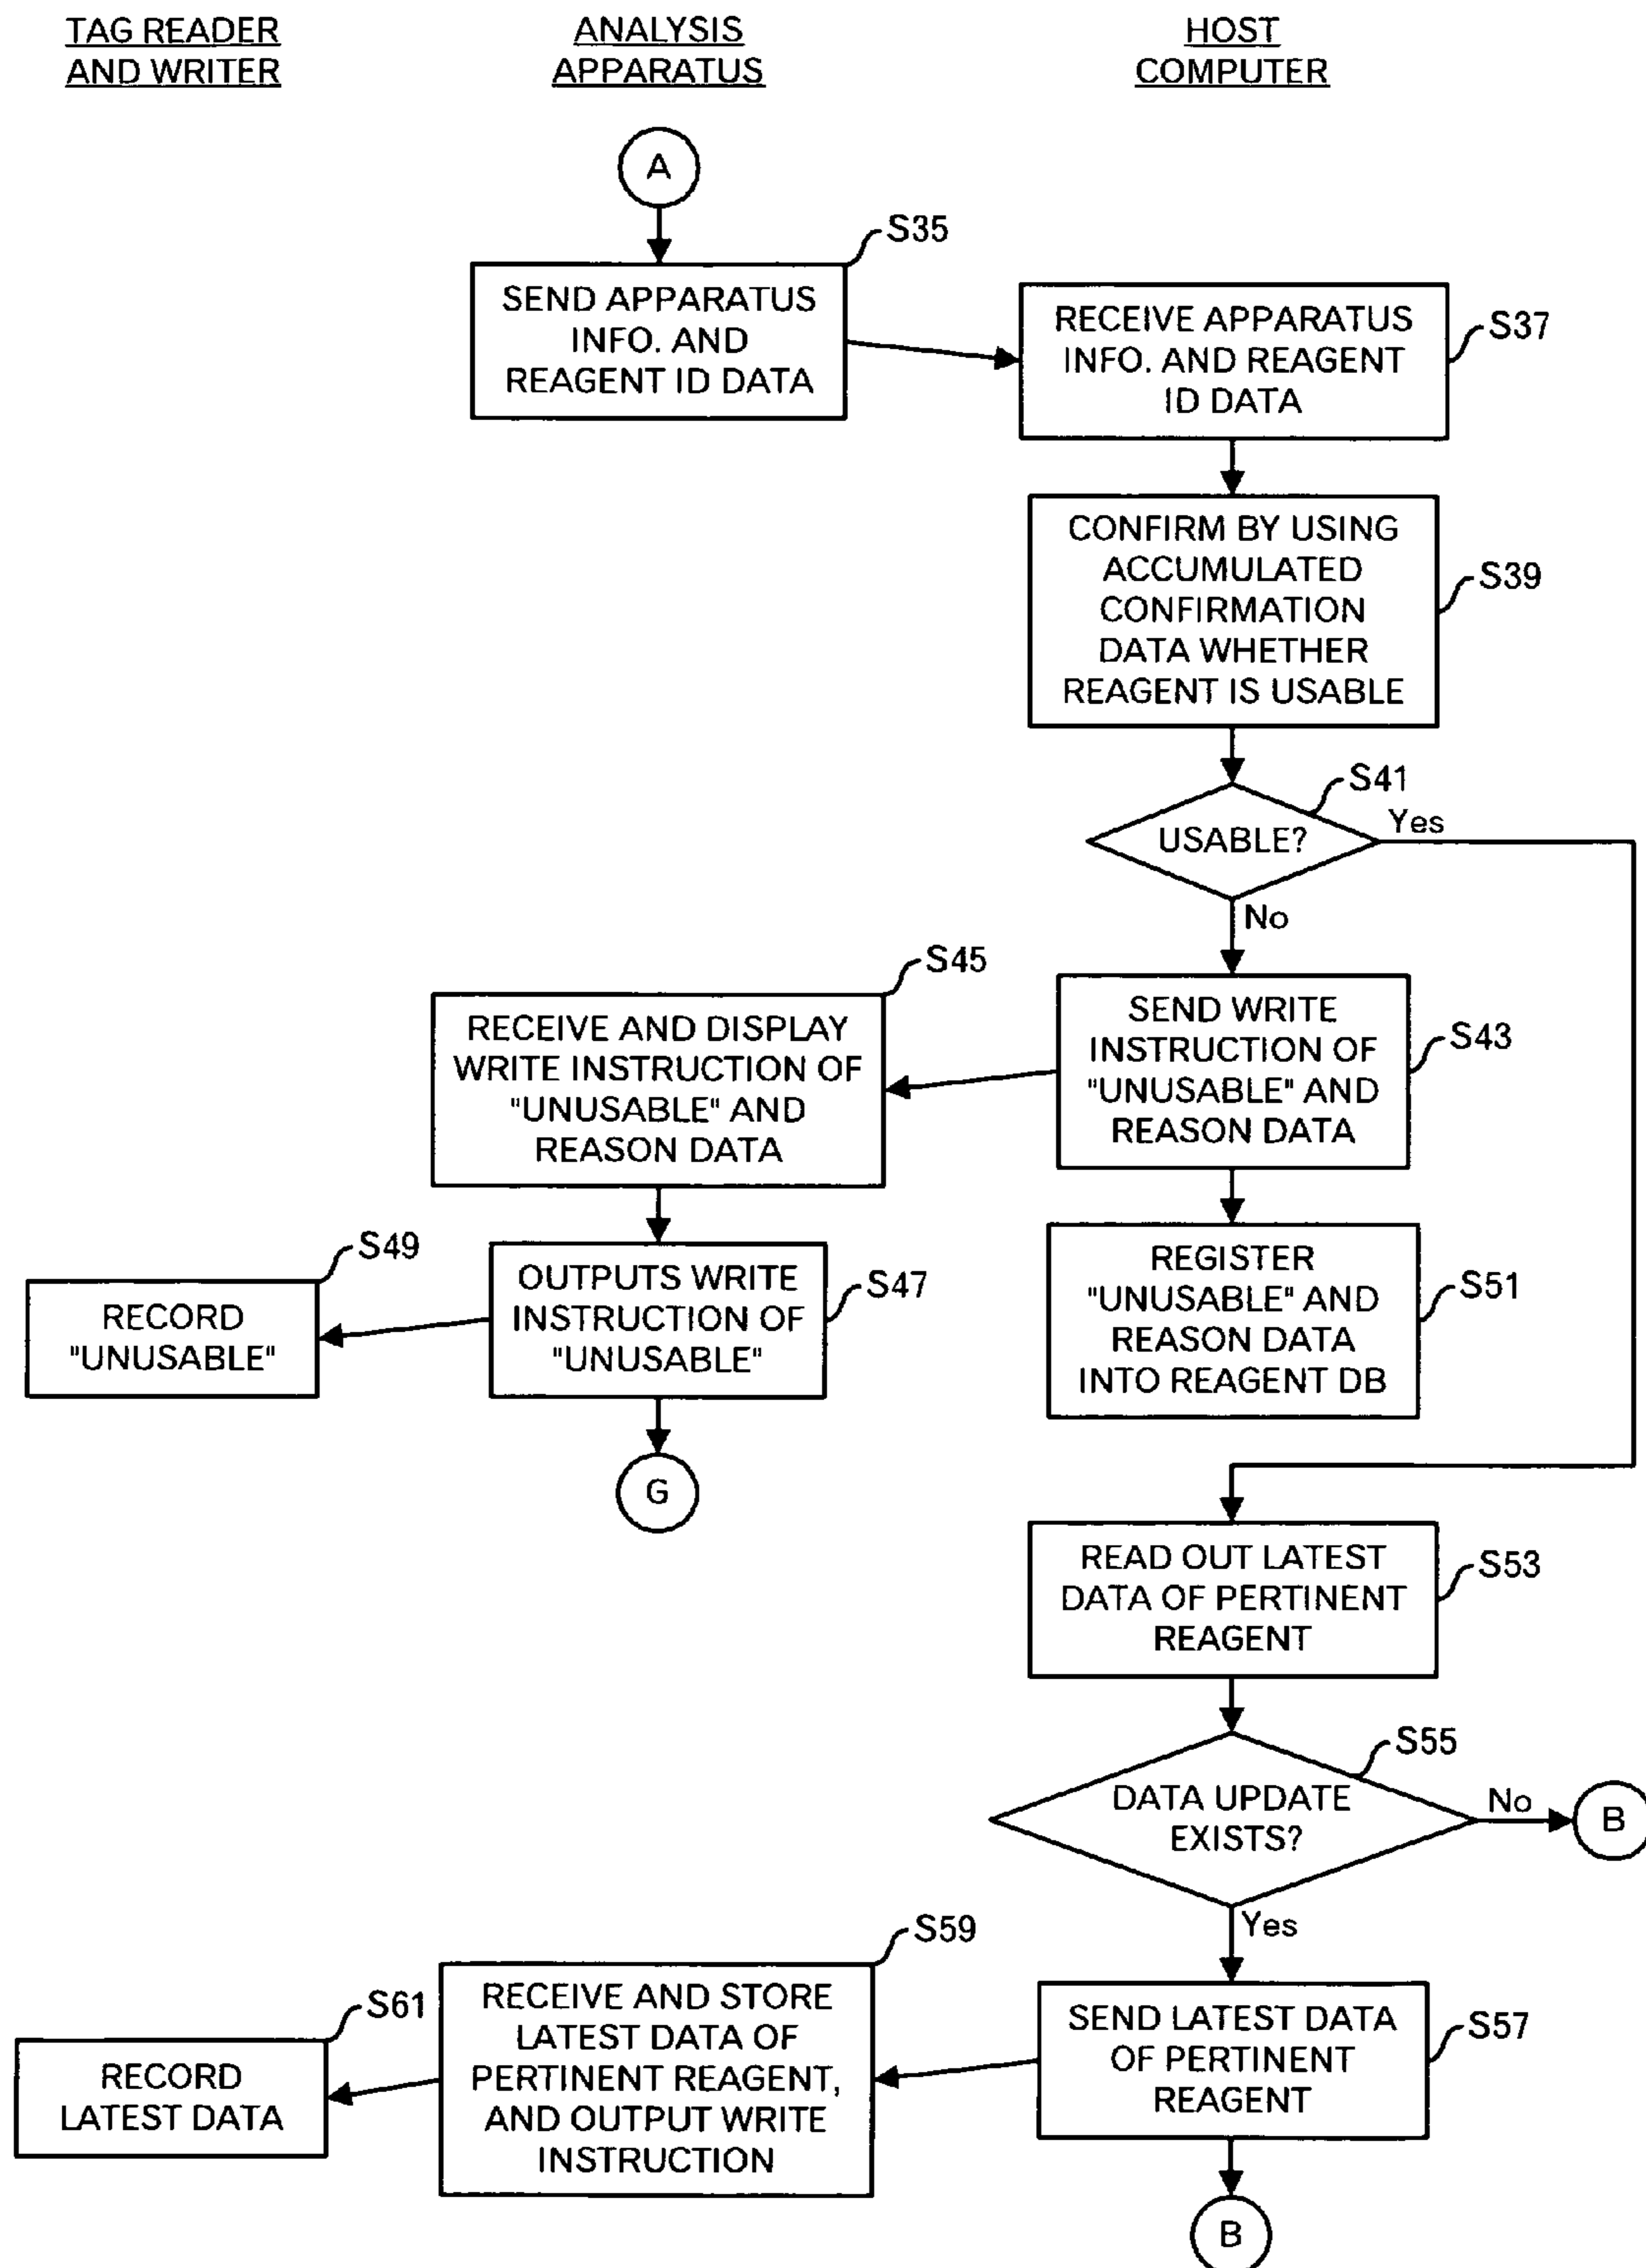 TAG READER
AND WRITER
ANALYSIS
APPARATUS
HOST
COMPUTER
A
S35
SEND APPARATUS
INFO. AND
REAGENT ID DATA
S37
RECEIVE APPARATUS
INFO. AND REAGENT
ID DATA
S39
CONFIRM BY USING
ACCUMULATED
CONFIRMATION
DATA WHETHER
REAGENT IS USABLE
S41
USABLE?
Yes
No
S43
SEND WRITE
INSTRUCTION OF
"UNUSABLE" AND
REASON DATA
S45
RECEIVE AND DISPLAY
WRITE INSTRUCTION OF
"UNUSABLE" AND
REASON DATA
S47
OUTPUTS WRITE
INSTRUCTION OF
"UNUSABLE"
S49
RECORD
"UNUSABLE"
G
S51
REGISTER
"UNUSABLE" AND
REASON DATA
INTO REAGENT DB
S53
READ OUT LATEST
DATA OF PERTINENT
REAGENT
S55
DATA UPDATE
EXISTS?
No
B
Yes
S57
SEND LATEST DATA
OF PERTINENT
REAGENT
S59
RECEIVE AND STORE
LATEST DATA OF
PERTINENT REAGENT,
AND OUTPUT WRITE
INSTRUCTION
S61
RECORD
LATEST DATA
B